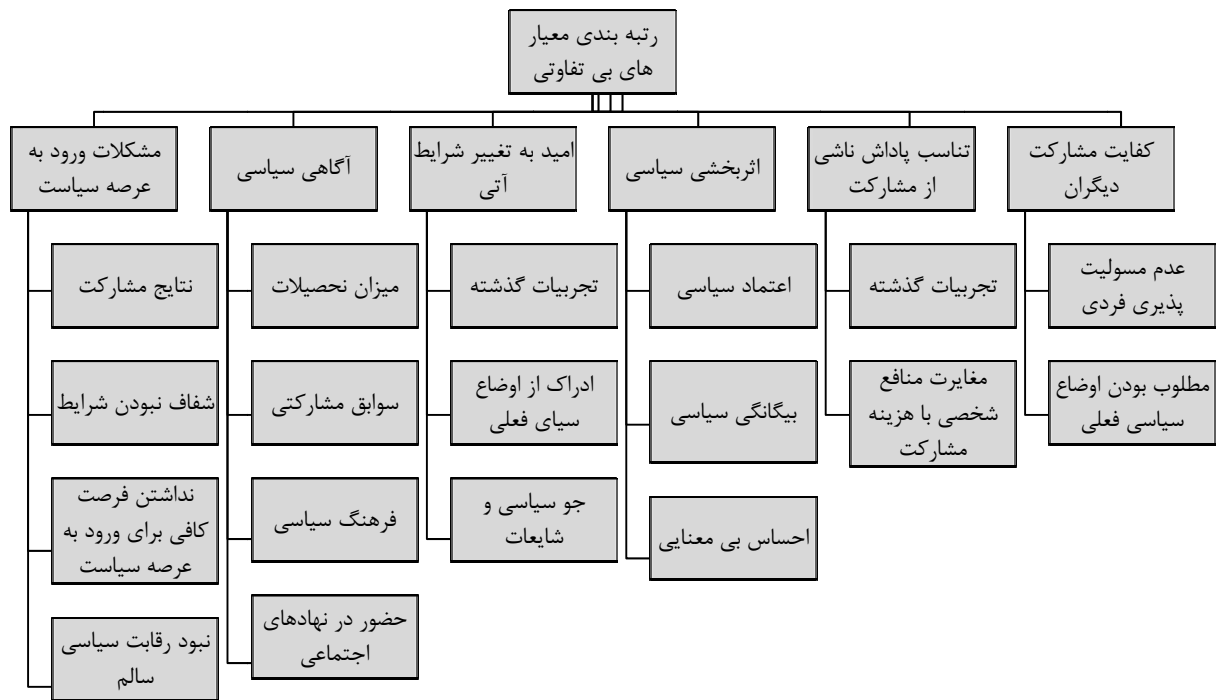 رتبه بندی معیار
های بی تفاوتی
کفایت مشارکت
دیگران
عدم مسولیت
پذیری فردی
مطلوب بودن اوضاع
سیاسی فعلی
تناسب پاداش ناشی
از مشارکت
تجربیات گذشته
مغایرت منافع
شخصی با هزینه
مشارکت
اثربخشی سیاسی
اعتماد سیاسی
بیگانگی سیاسی
احساس بی معنایی
امید به تغییر شرایط
آتی
تجربیات گذشته
ادراک از اوضاع
سیای فعلی
جو سیاسی و
شایعات
آگاهی سیاسی
میزان نحصیلات
سوابق مشارکتی
فرهنگ سیاسی
حضور در نهادهای
اجتماعی
مشکلات ورود به
عرصه سیاست
نتایج مشارکت
شفاف نبودن شرایط
نداشتن فرصت
کافی برای ورود به
عرصه سیاست
نبود رقابت سیاسی
سالم